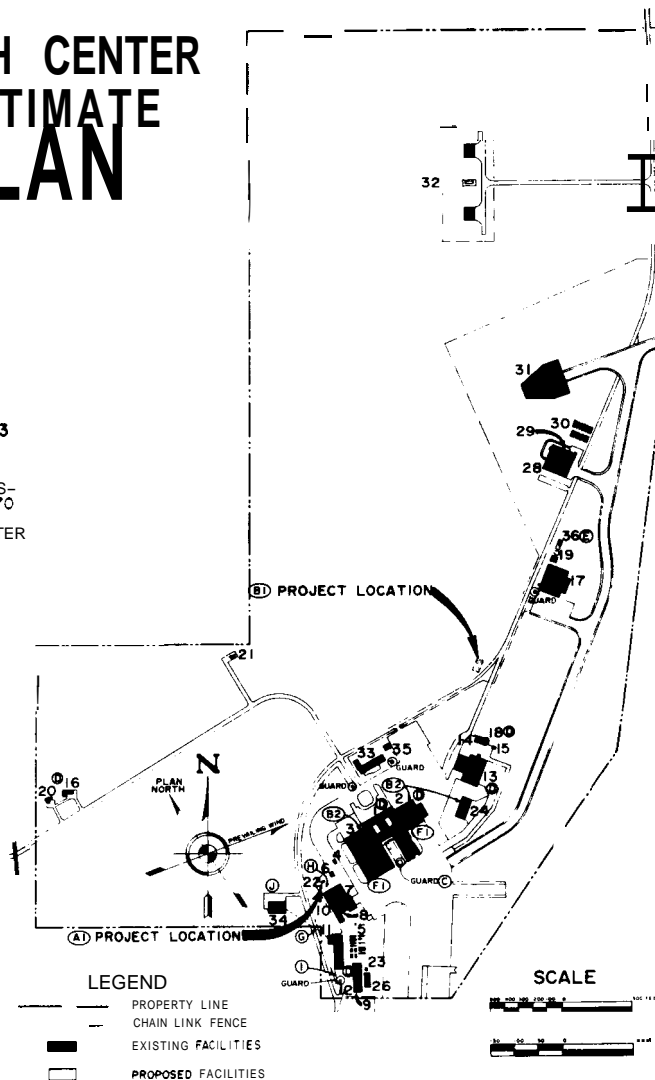 H CENTER
TIMATE
LAN
32
3
S-
70
TER
31
29
30
28
36 E
19
17
GUARD
B1 PROJECT LOCATION
21
N
PLAN
NORTH
PREVAILING WIND
D
20
16
33
35
GUARD
GUARD
14
18 D
15
13
D
B2
2
D
24
B2
D
3
F1
F1
GUARD C
H
6
22
7
J
34
10
8
A1 PROJECT LOCATION
G
11
5
I
GUARD
12
23
26
9
LEGEND
PROPERTY LINE
CHAIN LINK FENCE
EXISTING FACILITIES
PROPOSED FACILITIES
SCALE